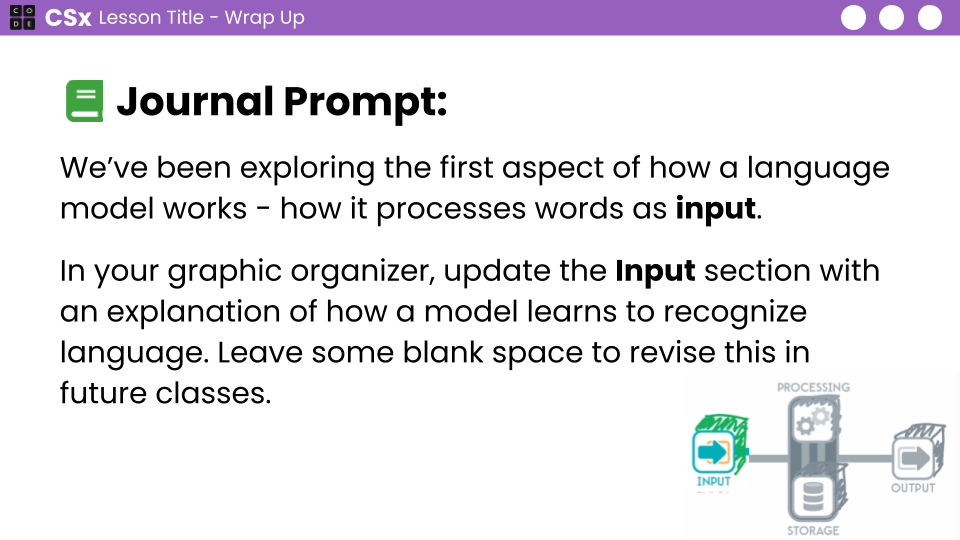 C O D E CSx Lesson Title - Wrap Up
Journal Prompt:
We’ve been exploring the first aspect of how a language
model works - how it processes words as input.
In your graphic organizer, update the Input section with
an explanation of how a model learns to recognize
language. Leave some blank space to revise this in
future classes.
PROCESSING
INPUT
OUTPUT
STORAGE